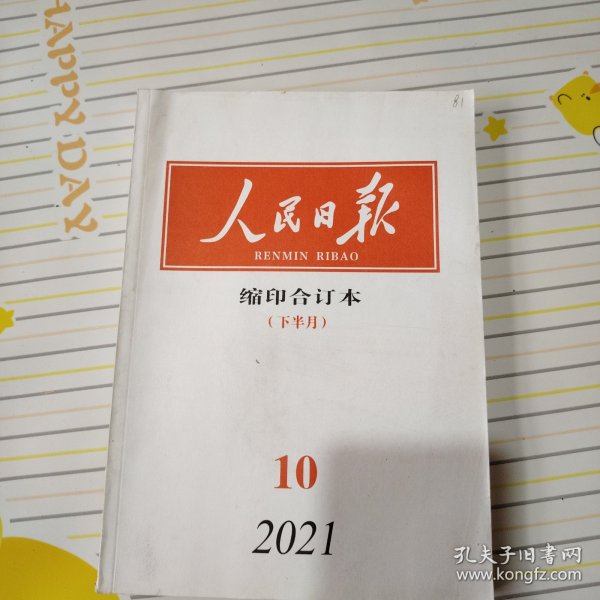 HAPPY DAY
81
人民日报
RENMIN RIBAO
缩印合订本
(下半月)
10
2021
孔夫子旧书网
www.kongfz.com